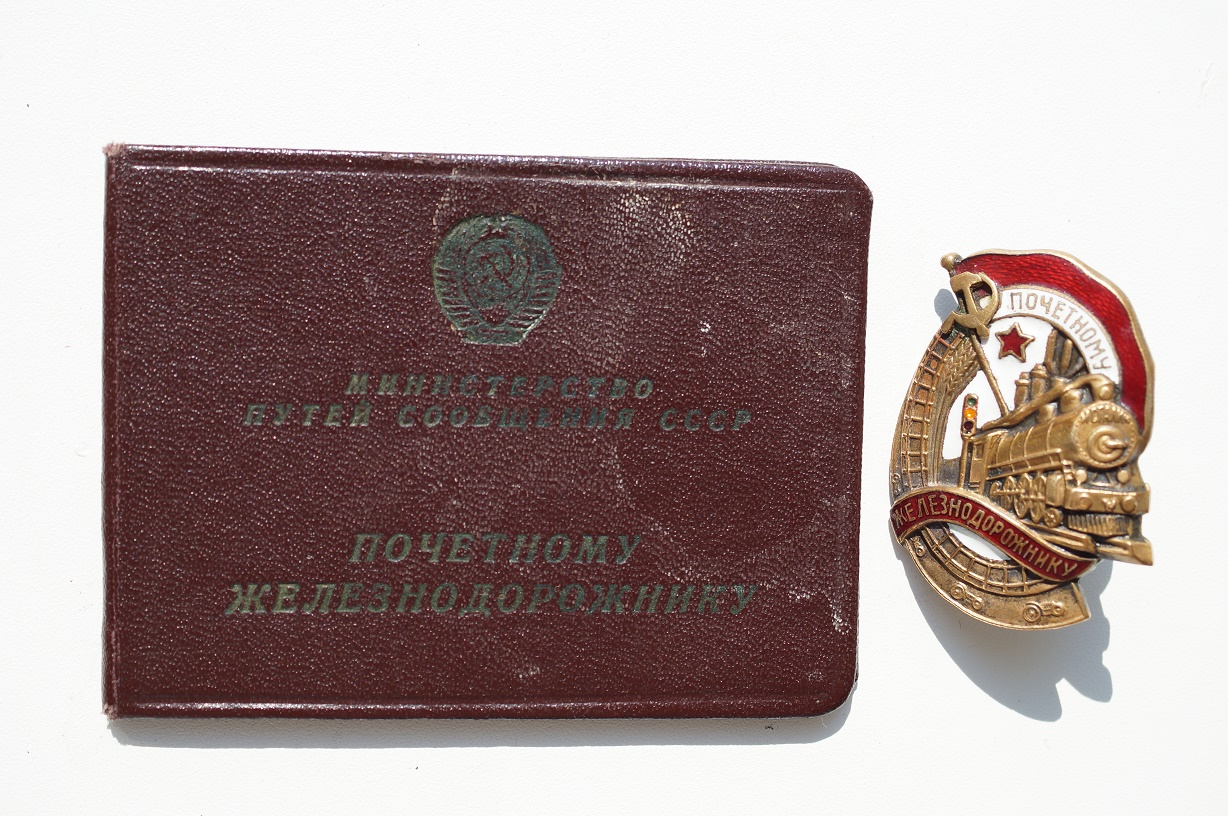 МИНИСТЕРСТВО
ПУТЕЙ СООБЩЕНИЯ СССР
ПОЧЕТНОМУ
ЖЕЛЕЗНОДОРОЖНИКУ
ПОЧЕТНОМУ
ЖЕЛЕЗНОДОРОЖНИКУ